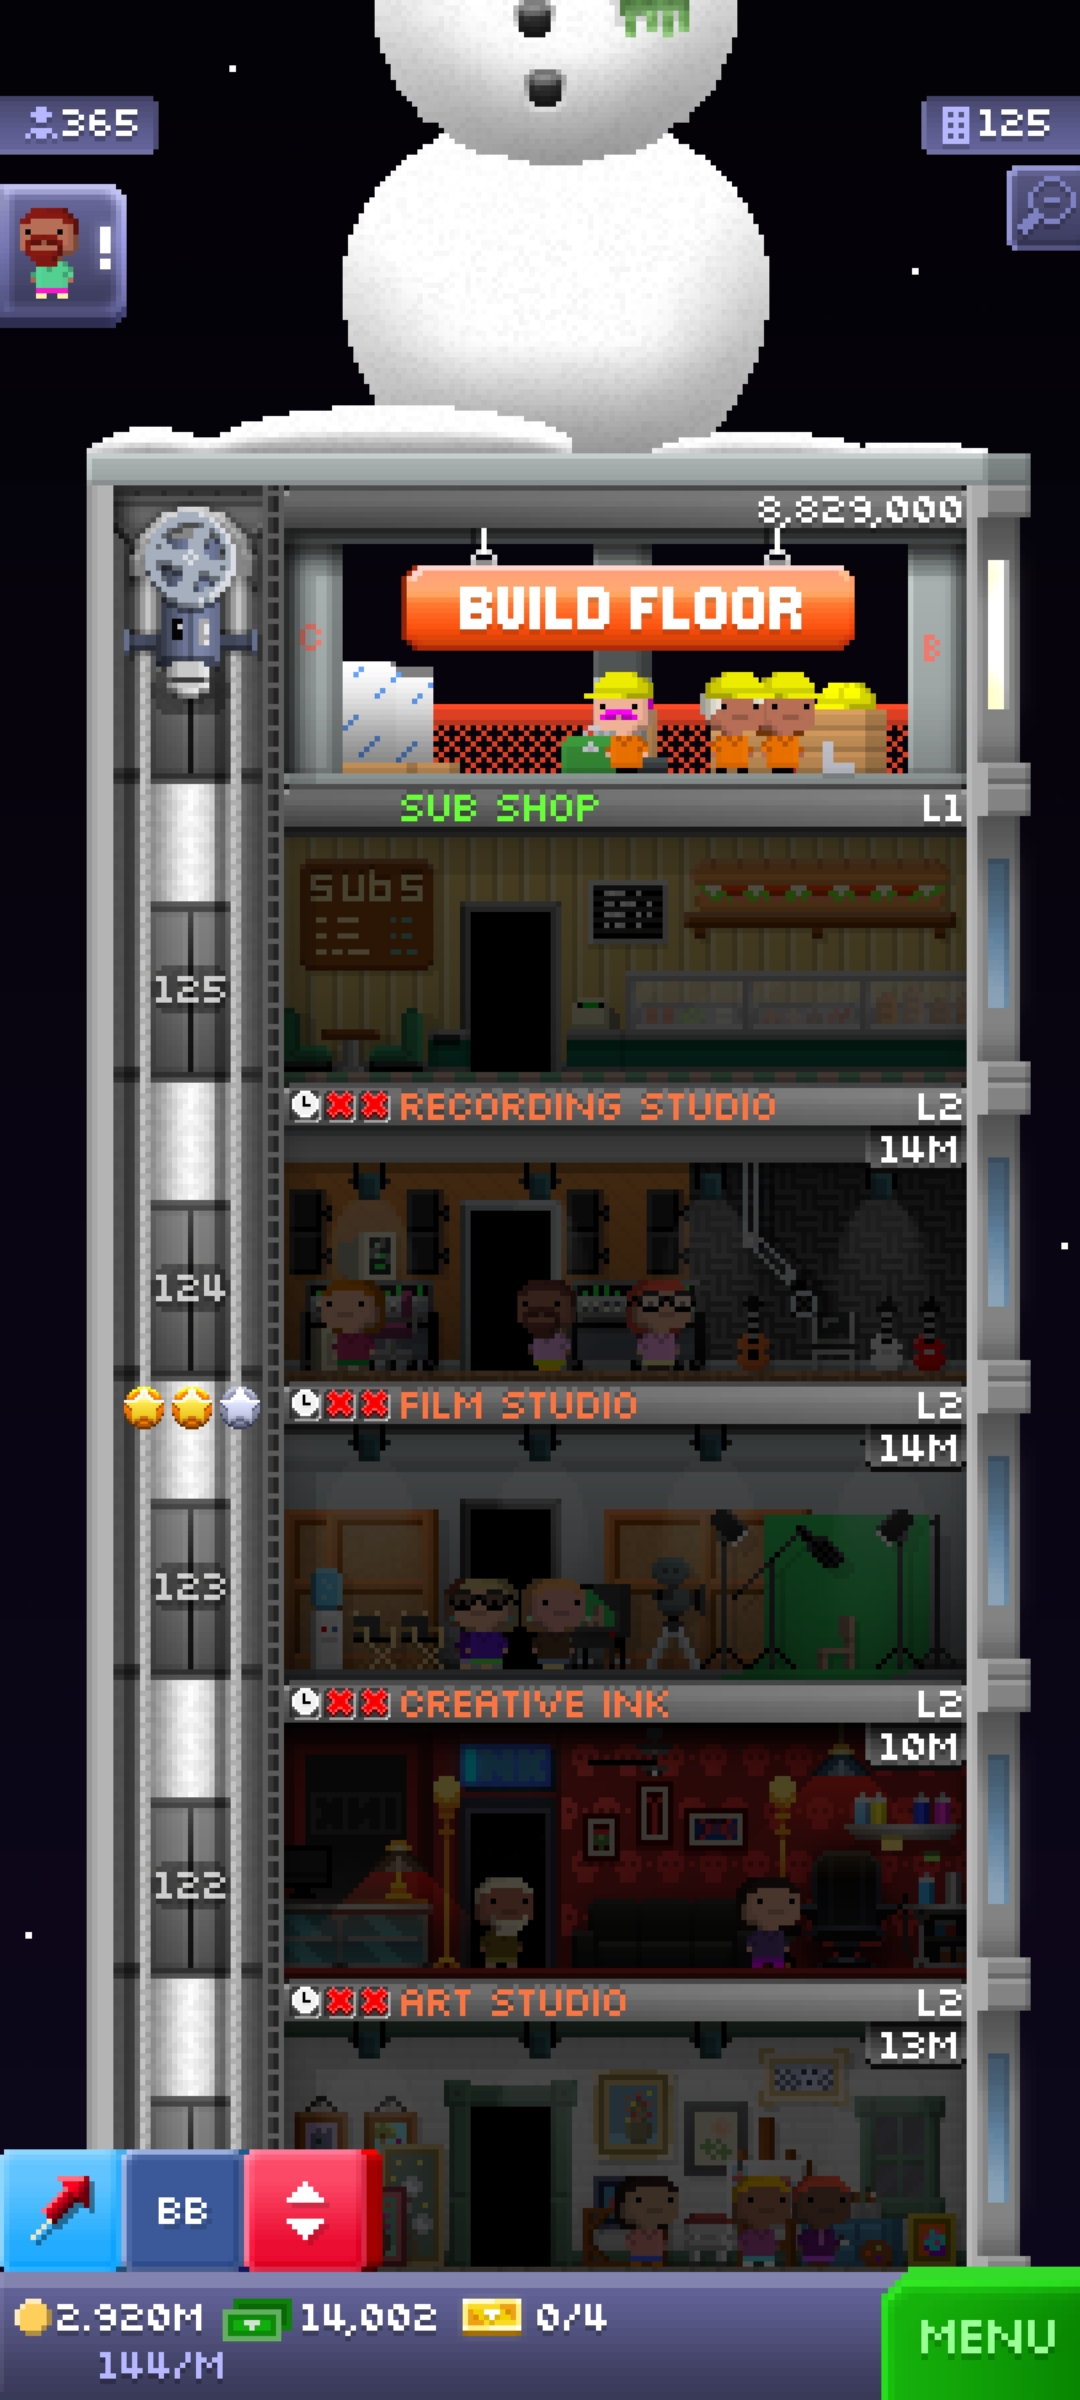 365
125
!
8,829,000
BUILD FLOOR
C
B
L
SUB SHOP L1
SUBS
125
RECORDING STUDIO L2
14M
124
FILM STUDIO L2
14M
123
CREATIVE INK L2
10M
INK
122
ART STUDIO L2
13M
BB
2.920M 14,002 0/4
144/M
MENU